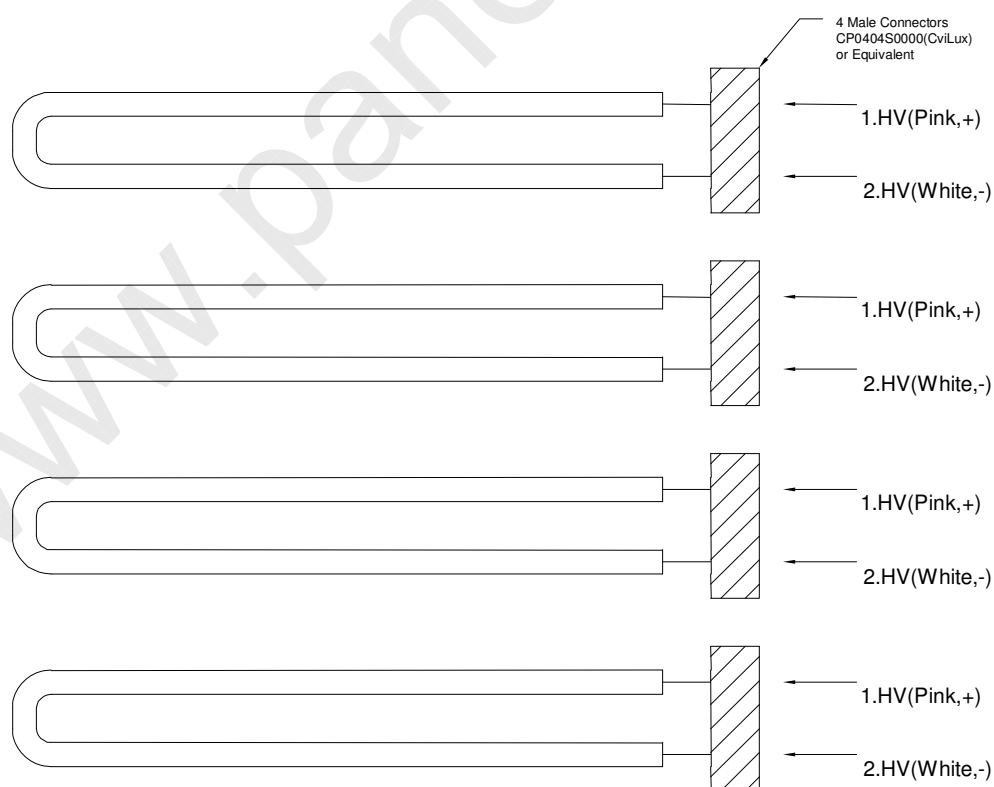 4 Male Connectors
CP0404S0000(CviLux)
or Equivalent
1.HV(Pink,+)
2.HV(White,-)
1.HV(Pink,+)
2.HV(White,-)
1.HV(Pink,+)
2.HV(White,-)
1.HV(Pink,+)
2.HV(White,-)